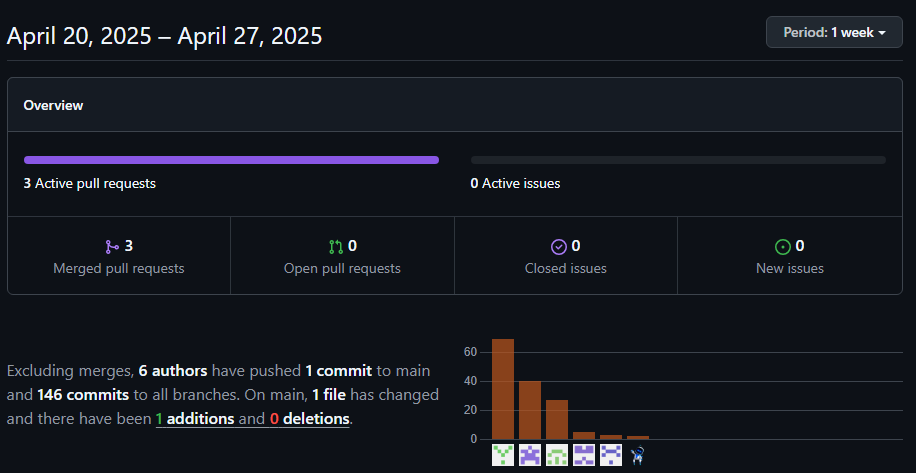 April 20, 2025 – April 27, 2025
Period: 1 week
Overview
3 Active pull requests
0 Active issues
3
Merged pull requests
0
Open pull requests
0
Closed issues
0
New issues
Excluding merges, 6 authors have pushed 1 commit to main
and 146 commits to all branches. On main, 1 file has changed
and there have been 1 additions and 0 deletions.
60
40
20
0